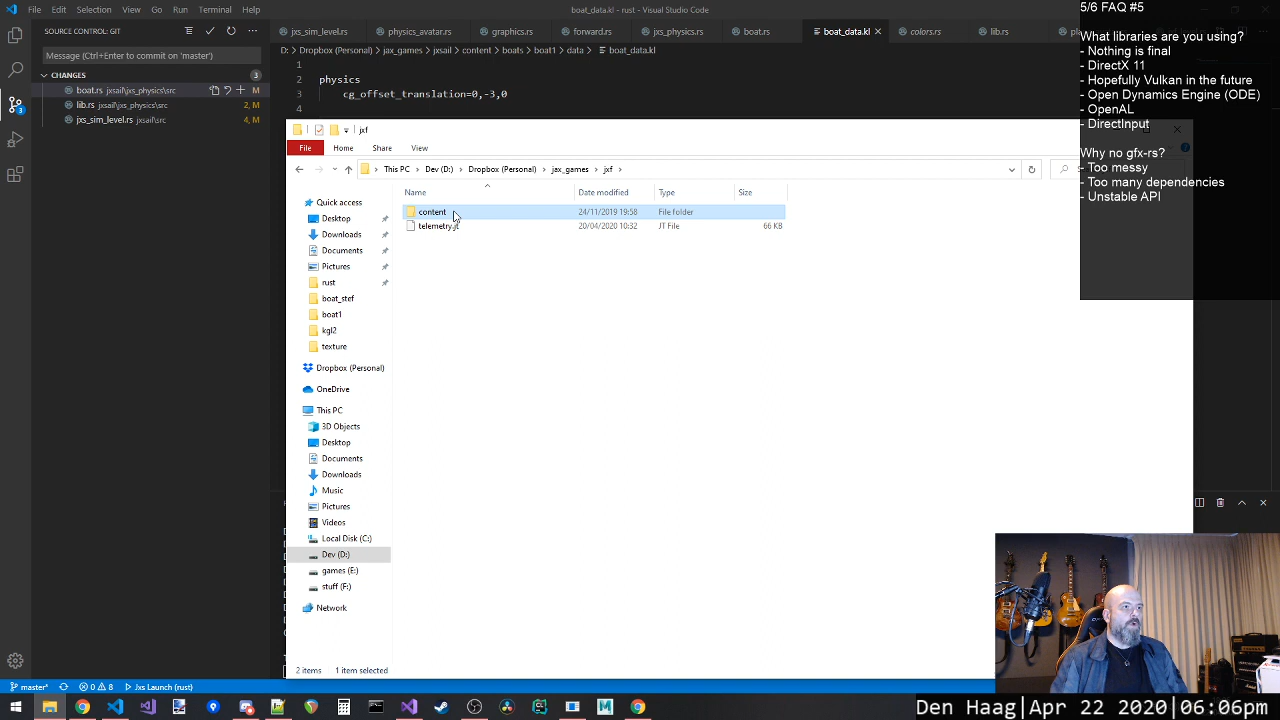 File Edit Selection View Go Run Terminal Help
boat_data.kl - rust - Visual Studio Code
SOURCE CONTROL: GIT
Message (Ctrl+Enter to commit on 'master')
CHANGES 3
boat.rs jxsail\jxs_physics\src M
lib.rs jxsail\jxs_physics\src 2, M
jxs_sim_level.rs jxsail\src 4, M
jxs_sim_level.rs physics_avatar.rs graphics.rs forward.rs jxs_physics.rs boat.rs boat_data.kl colors.rs lib.rs
D: > Dropbox (Personal) > jax_games > jxsail > content > boats > boat1 > data > boat_data.kl
1
2 physics
3 cg_offset_translation=0,-3,0
4
jxf
File Home Share View
This PC > Dev (D:) > Dropbox (Personal) > jax_games > jxf >
Name Date modified Type Size
content 24/11/2019 19:58 File folder
telemetry.jt 20/04/2020 10:32 JT File 66 KB
Quick access
Desktop
Downloads
Documents
Pictures
rust
boat_stef
boat1
kgl2
texture
Dropbox (Personal)
OneDrive
This PC
3D Objects
Desktop
Documents
Downloads
Music
Pictures
Videos
Local Disk (C:)
Dev (D:)
games (E:)
stuff (F:)
Network
2 items 1 item selected
5/6 FAQ #5
What libraries are you using?
- Nothing is final
- DirectX 11
- Hopefully Vulkan in the future
- Open Dynamics Engine (ODE)
- OpenAL
- DirectInput
Why no gfx-rs?
- Too messy
- Too many dependencies
- Unstable API
master* 0 8 Jxs Launch (rust)
Den Haag|Apr 22 2020|06:06pm